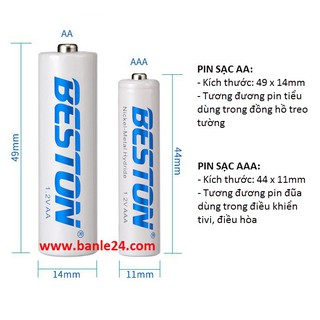 AA
AAA
49mm
44mm
BESTON
1.2V AA
BESTON
Nickel-Metal Hydride
1.2V AAA
www.banle24.com
14mm
11mm
PIN SẠC AA:
- Kích thước: 49 x 14mm
- Tương đương pin tiểu
dùng trong đồng hồ treo
tường
PIN SẠC AAA:
- Kích thước: 44 x 11mm
- Tương đương pin đũa
dùng trong điều khiển
tivi, điều hòa